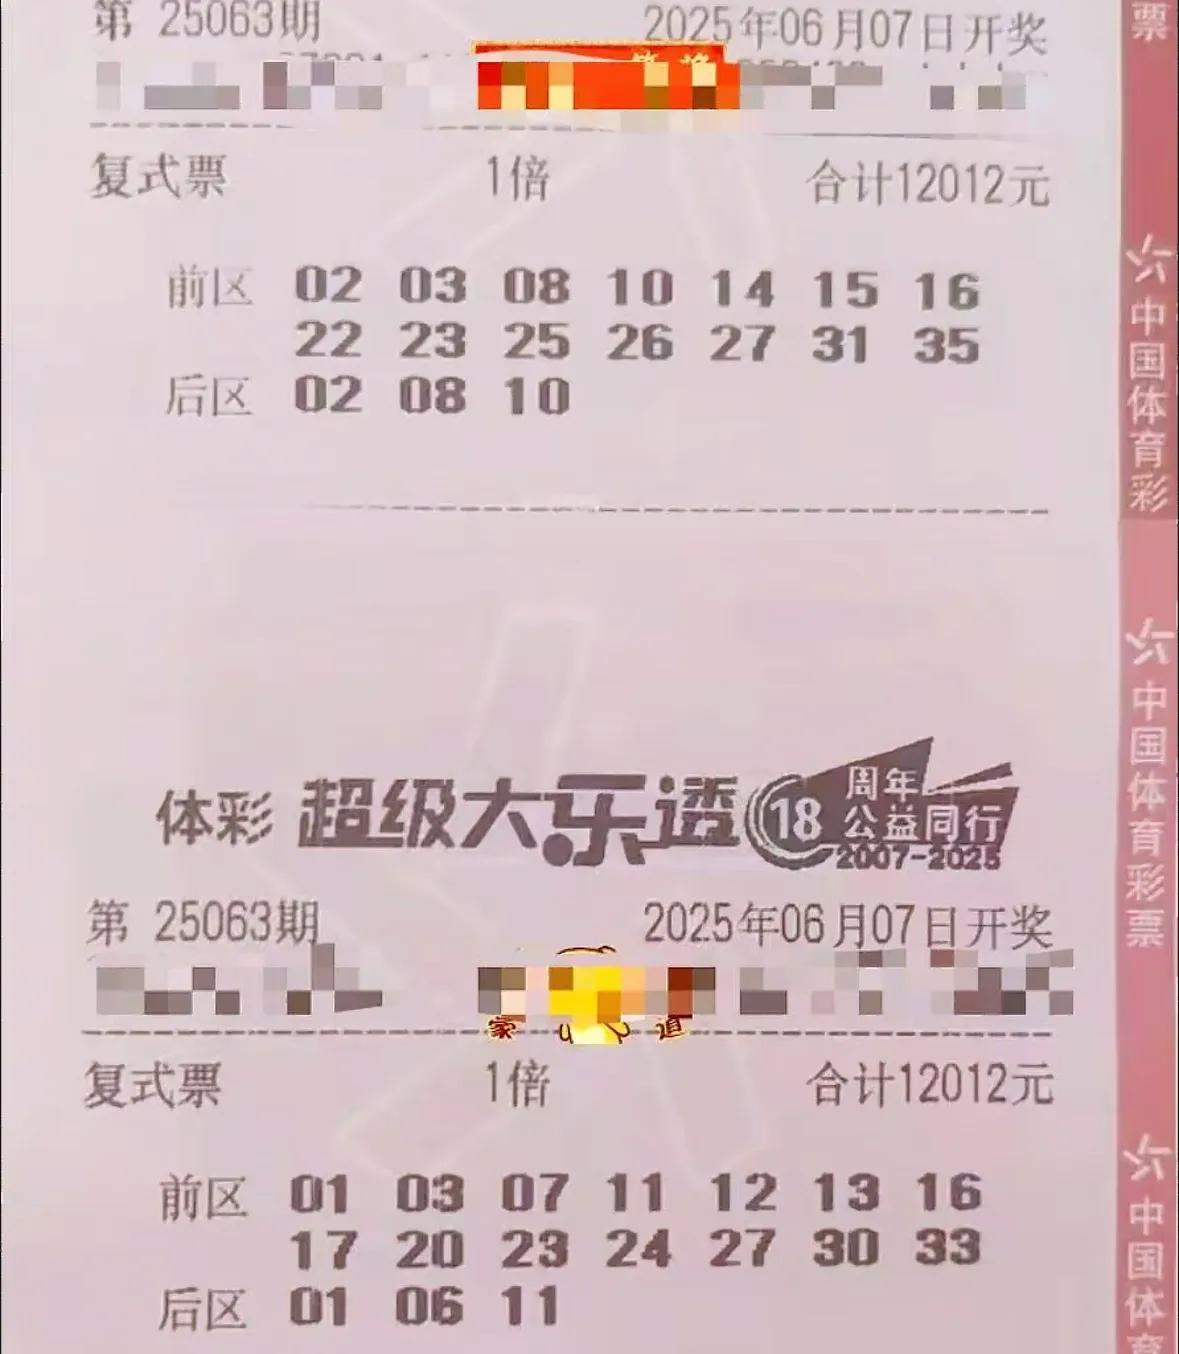 第 25063期 2025年06月07日开奖
复式票 1倍 合计12012元
前区 02 03 08 10 14 15 16
22 23 25 26 27 31 35
后区 02 08 10
体彩 超级大乐透 18 周年
公益同行
2007-2025
第 25063期 2025年06月07日开奖
豪 道
复式票 1倍 合计12012元
前区 01 03 07 11 12 13 16
17 20 23 24 27 30 33
后区 01 06 11
票
中国体育彩
中国体育彩票
中国体育